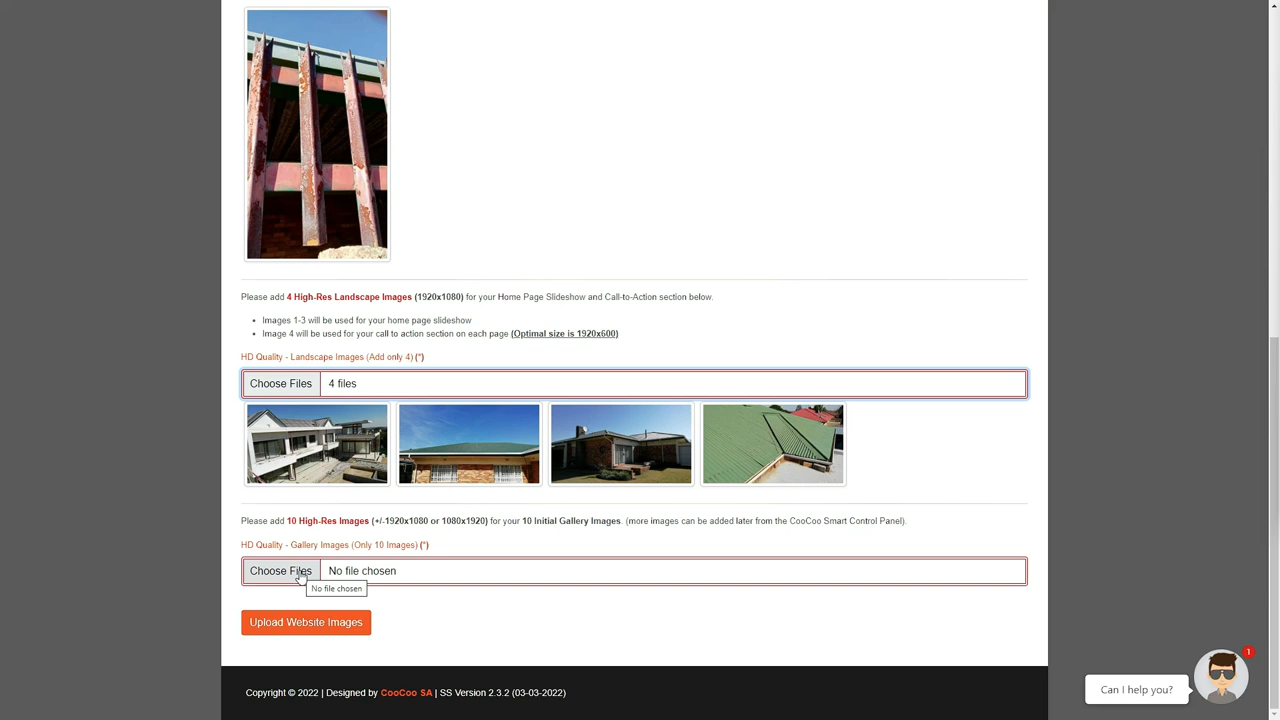 Please add 4 High-Res Landscape Images (1920x1080) for your Home Page Slideshow and Call-to-Action section below.
• Images 1-3 will be used for your home page slideshow
• Image 4 will be used for your call to action section on each page (Optimal size is 1920x600)
HD Quality - Landscape Images (Add only 4) (*)
Choose Files 4 files
Please add 10 High-Res Images (+/-1920x1080 or 1080x1920) for your 10 Initial Gallery Images. (more images can be added later from the CooCoo Smart Control Panel).
HD Quality - Gallery Images (Only 10 Images) (*)
Choose Files No file chosen
No file chosen
Upload Website Images
Copyright © 2022 | Designed by CooCoo SA | SS Version 2.3.2 (03-03-2022)
Can I help you?
1